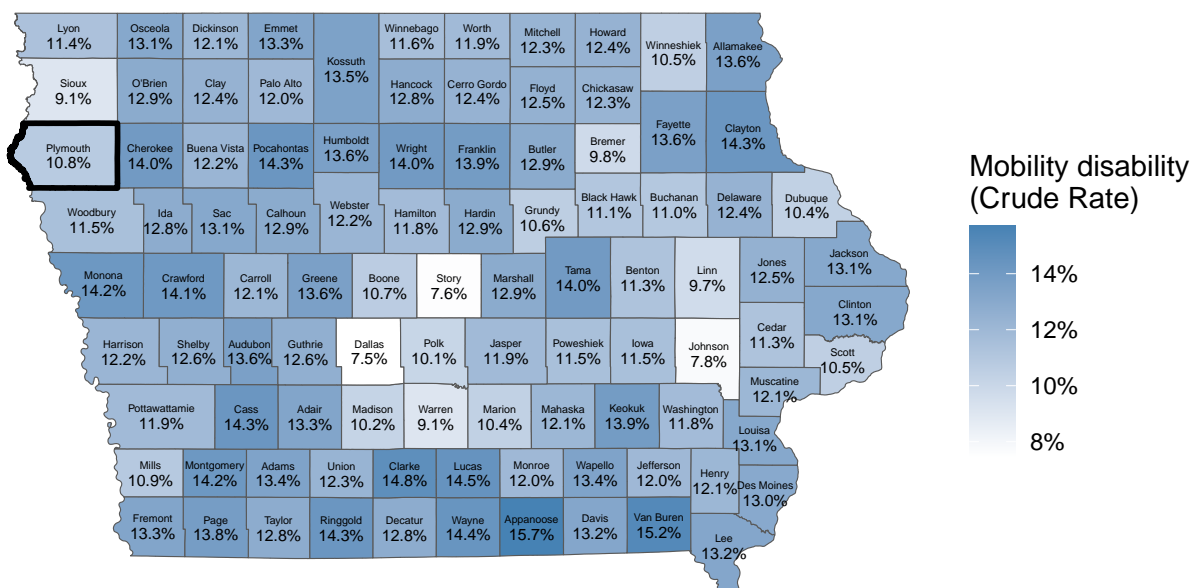 Lyon
11.4%
Osceola
13.1%
Dickinson
12.1%
Emmet
13.3%
Kossuth
13.5%
Winnebago
11.6%
Worth
11.9%
Mitchell
12.3%
Howard
12.4%
Winneshiek
10.5%
Allamakee
13.6%
Sioux
9.1%
O'Brien
12.9%
Clay
12.4%
Palo Alto
12.0%
Hancock
12.8%
Cerro Gordo
12.4%
Floyd
12.5%
Chickasaw
12.3%
Plymouth
10.8%
Cherokee
14.0%
Buena Vista
12.2%
Pocahontas
14.3%
Humboldt
13.6%
Wright
14.0%
Franklin
13.9%
Butler
12.9%
Bremer
9.8%
Fayette
13.6%
Clayton
14.3%
Woodbury
11.5%
Ida
12.8%
Sac
13.1%
Calhoun
12.9%
Webster
12.2%
Hamilton
11.8%
Hardin
12.9%
Grundy
10.6%
Black Hawk
11.1%
Buchanan
11.0%
Delaware
12.4%
Dubuque
10.4%
Monona
14.2%
Crawford
14.1%
Carroll
12.1%
Greene
13.6%
Boone
10.7%
Story
7.6%
Marshall
12.9%
Tama
14.0%
Benton
11.3%
Linn
9.7%
Jones
12.5%
Jackson
13.1%
Clinton
13.1%
Harrison
12.2%
Shelby
12.6%
Audubon
13.6%
Guthrie
12.6%
Dallas
7.5%
Polk
10.1%
Jasper
11.9%
Poweshiek
11.5%
Iowa
11.5%
Johnson
7.8%
Cedar
11.3%
Scott
10.5%
Muscatine
12.1%
Pottawattamie
11.9%
Cass
14.3%
Adair
13.3%
Madison
10.2%
Warren
9.1%
Marion
10.4%
Mahaska
12.1%
Keokuk
13.9%
Washington
11.8%
Louisa
13.1%
Mills
10.9%
Montgomery
14.2%
Adams
13.4%
Union
12.3%
Clarke
14.8%
Lucas
14.5%
Monroe
12.0%
Wapello
13.4%
Jefferson
12.0%
Henry
12.1%
Des Moines
13.0%
Fremont
13.3%
Page
13.8%
Taylor
12.8%
Ringgold
14.3%
Decatur
12.8%
Wayne
14.4%
Appanoose
15.7%
Davis
13.2%
Van Buren
15.2%
Lee
13.2%
Mobility disability
(Crude Rate)
14%
12%
10%
8%